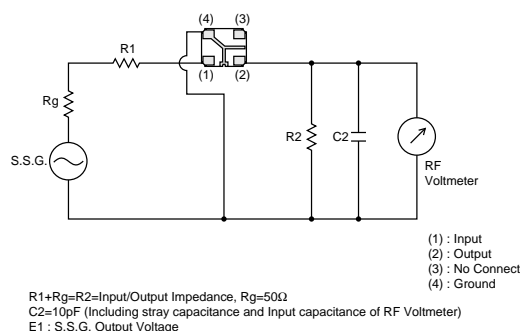 (4) (3)
R1
(1) (2)
Rg
R2 C2
S.S.G.
RF
Voltmeter
(1) : Input
(2) : Output
(3) : No Connect
(4) : Ground
R1+Rg=R2=Input/Output Impedance, Rg=50Ω
C2=10pF (Including stray capacitance and Input capacitance of RF Voltmeter)
E1 : S.S.G. Output Voltage